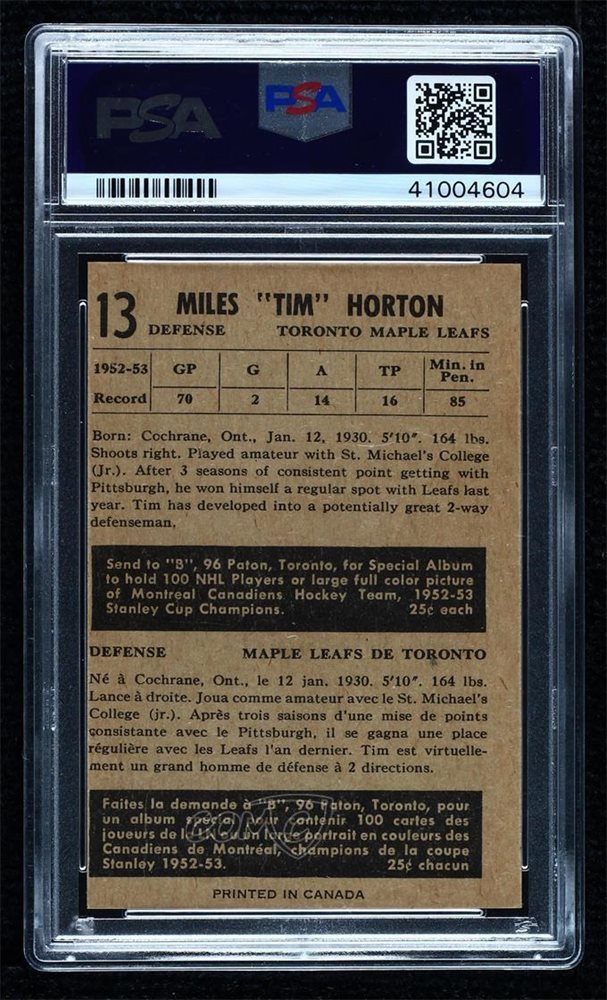 PSA
PSA
41004604
13 MILES "TIM" HORTON
DEFENSE TORONTO MAPLE LEAFS
1952-53 GP G A TP Min. in Pen.
Record 70 2 14 16 85
Born: Cochrane, Ont., Jan. 12, 1930. 5'10". 164 lbs.
Shoots right. Played amateur with St. Michael's College
(Jr.). After 3 seasons of consistent point getting with
Pittsburgh, he won himself a regular spot with Leafs last
year. Tim has developed into a potentially great 2-way
defenseman,
Send to "B", 96 Paton, Toronto, for Special Album
to hold 100 NHL Players or large full color picture
of Montreal Canadiens Hockey Team, 1952-53
Stanley Cup Champions. 25¢ each
DEFENSE MAPLE LEAFS DE TORONTO
Né à Cochrane, Ont., le 12 jan. 1930. 5'10". 164 lbs.
Lance à droite. Joua comme amateur avec le St. Michael's
College (jr.). Après trois saisons d'une mise de points
consistante avec le Pittsburgh, il se gagna une place
régulière avec les Leafs l'an dernier. Tim est virtuelle-
ment un grand homme de défense à 2 directions.
Faites la demande à "B", 96 Paton, Toronto, pour
un album spécial pour contenir 100 cartes des
joueurs de la NHL ou un large portrait en couleurs des
Canadiens de Montréal, champions de la coupe
Stanley 1952-53. 25¢ chacun
PRINTED IN CANADA